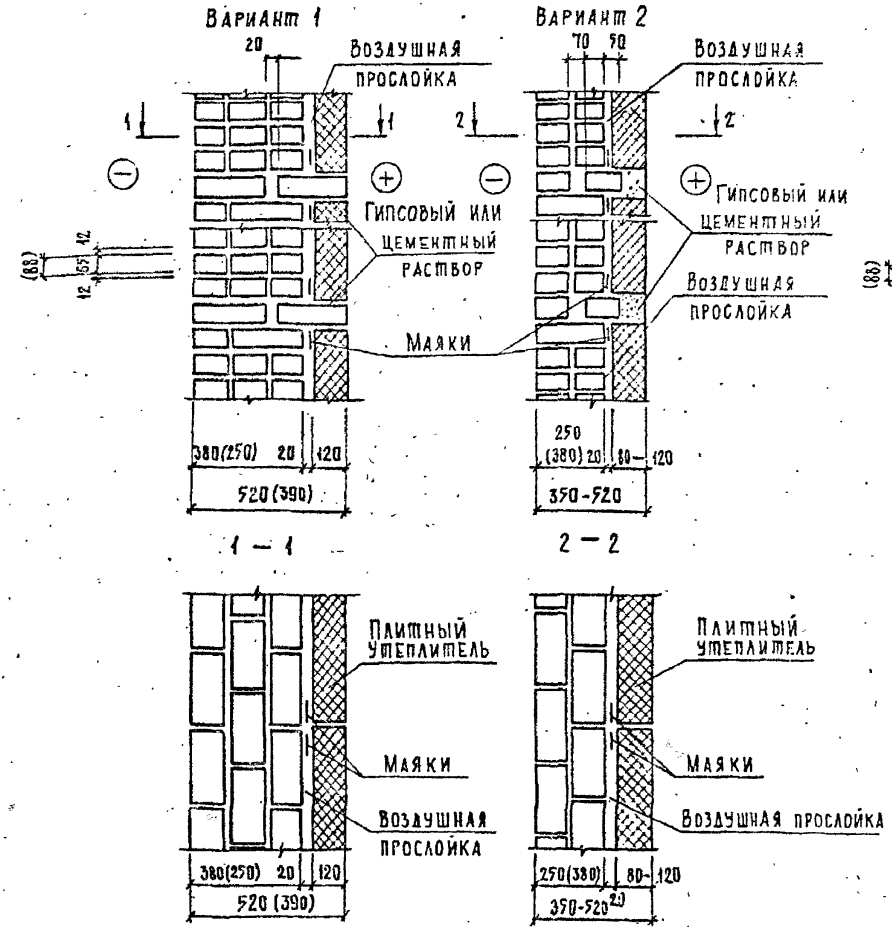 Вариант 1
20
Воздушная
прослойка
1
1
−
+
Гипсовый или
цементный
раствор
(88)
12
65
12
Маяки
380(250) 20 120
520(390)
Вариант 2
70 50
Воздушная
прослойка
2
2
−
+
Гипсовый или
цементный
раствор
Воздушная
прослойка
(88)
250
(380) 20 80–120
350-520
1 – 1
Плитный
утеплитель
Маяки
Воздушная
прослойка
380(250) 20 120
520(390)
2 – 2
Плитный
утеплитель
Маяки
Воздушная прослойка
250(380) 80–120
350-520 20